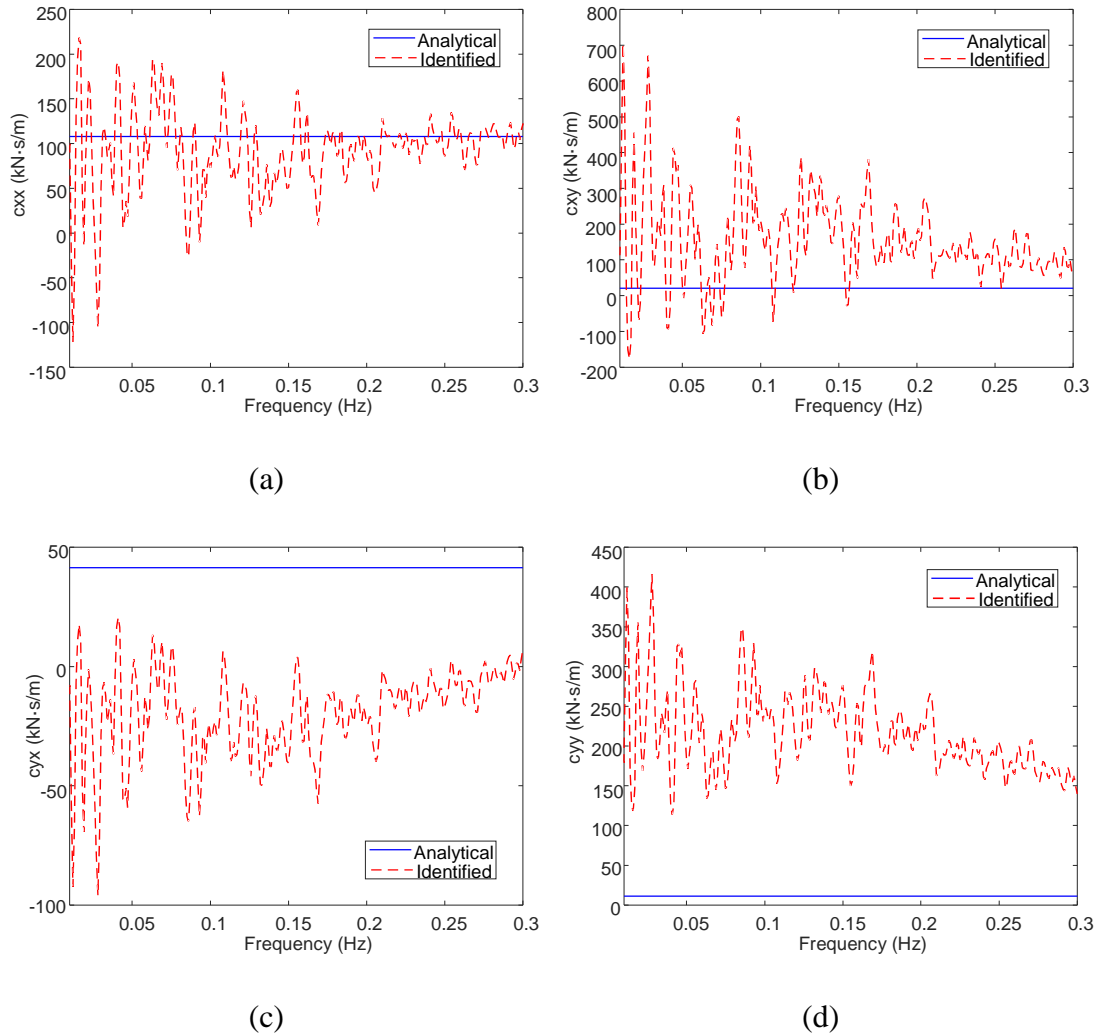 250
200
150
100
50
0
-50
-100
-150
cxx (kN·s/m)
Analytical
Identified
0.05 0.1 0.15 0.2 0.25 0.3
Frequency (Hz)
(a)
800
700
600
500
400
300
200
100
0
-100
-200
cxy (kN·s/m)
Analytical
Identified
0.05 0.1 0.15 0.2 0.25 0.3
Frequency (Hz)
(b)
50
0
-50
-100
cyx (kN·s/m)
Analytical
Identified
0.05 0.1 0.15 0.2 0.25 0.3
Frequency (Hz)
(c)
450
400
350
300
250
200
150
100
50
0
cyy (kN·s/m)
Analytical
Identified
0.05 0.1 0.15 0.2 0.25 0.3
Frequency (Hz)
(d)